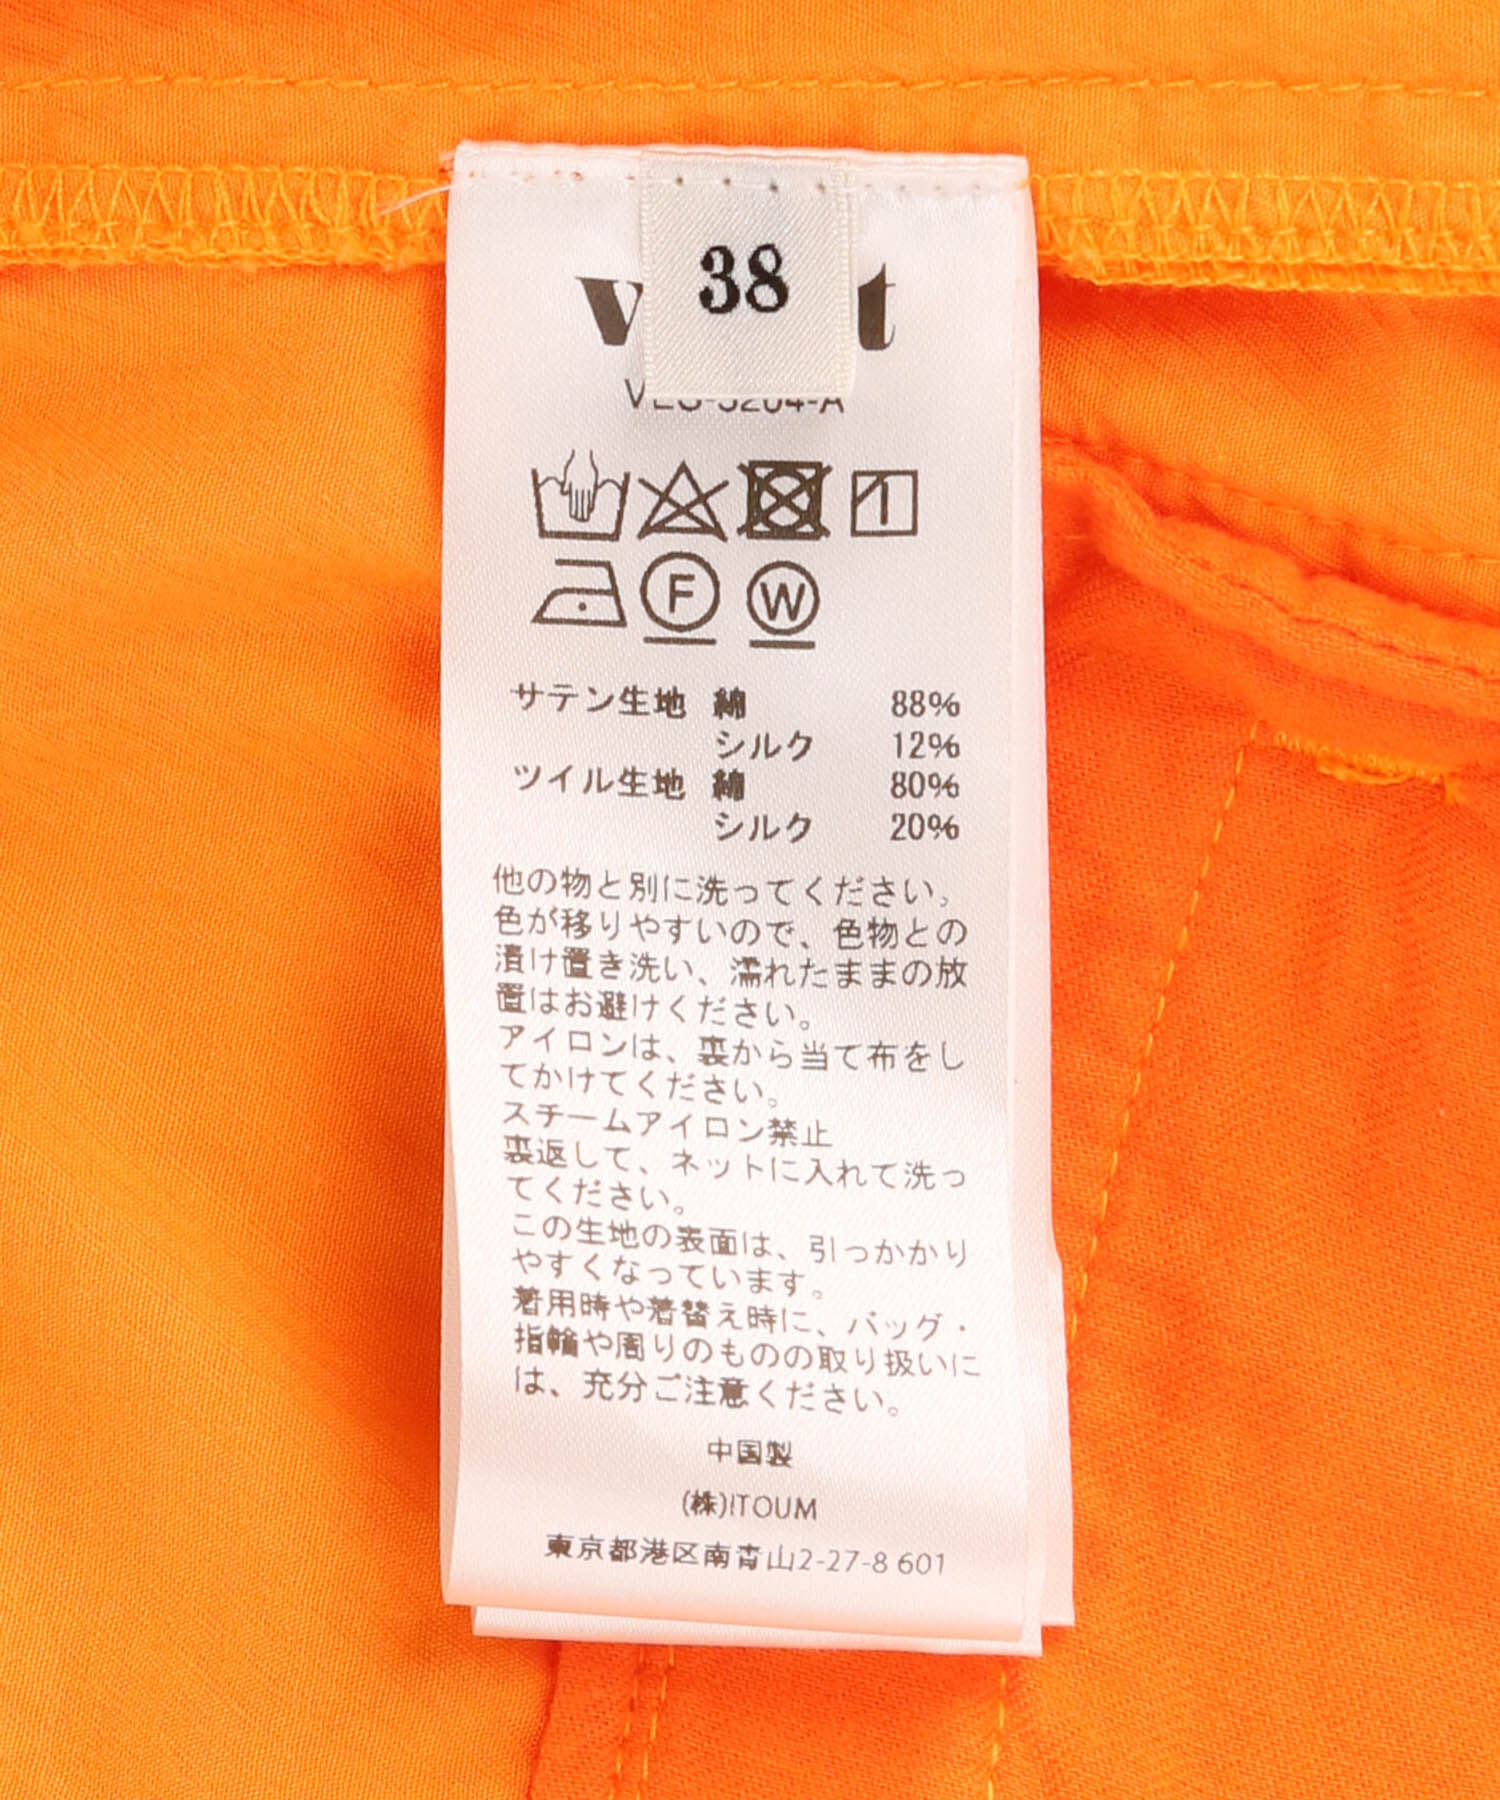 38
サテン生地 綿 88%
シルク 12%
ツイル生地 綿 80%
シルク 20%
他の物と別に洗ってください。
色が移りやすいので、色物との
漬け置き洗い、濡れたままの放
置はお避けください。
アイロンは、裏から当て布をし
てかけてください。
スチームアイロン禁止
裏返して、ネットに入れて洗っ
てください。
この生地の表面は、引っかかり
やすくなっています。
着用時や着替え時に、バッグ・
指輪や周りのものの取り扱いに
は、充分ご注意ください。
中国製
(株)ITOUM
東京都港区南青山2-27-8 601